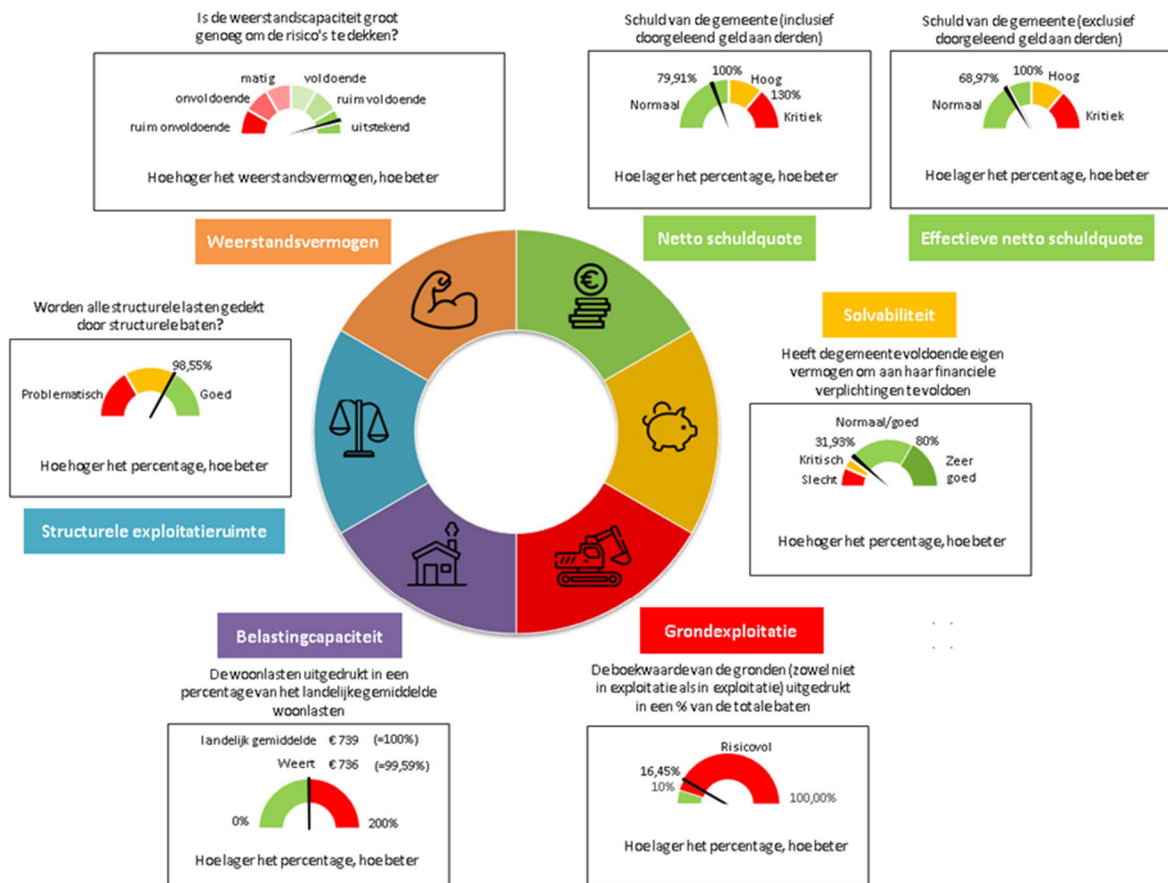 Is de weerstandscapaciteit groot
genoeg om de risico's te dekken?
matig
voldoende
onvoldoende
ruim voldoende
ruim onvoldoende
uitstekend
Hoe hoger het weerstandsvermogen, hoe beter
Weerstandsvermogen
Schuld van de gemeente (inclusief
doorgeleend geld aan derden)
79,91%
100%
Hoog
Normaal
130%
Kritiek
Hoe lager het percentage, hoe beter
Netto schuldquote
Schuld van de gemeente (exclusief
doorgeleend geld aan derden)
68,97%
100%
Hoog
Normaal
Kritiek
Hoe lager het percentage, hoe beter
Effectieve netto schuldquote
Worden alle structurele lasten gedekt
door structurele baten?
98,55%
Problematisch
Goed
Hoe hoger het percentage, hoe beter
Structurele exploitatieruimte
Solvabiliteit
Heeft de gemeente voldoende eigen
vermogen om aan haar financiele
verplichtingen te voldoen
Normaal/goed
31,93%
80%
Kritisch
Zeer
goed
Slecht
Hoe hoger het percentage, hoe beter
Belastingcapaciteit
De woonlasten uitgedrukt in een
percentage van het landelijke gemiddelde
woonlasten
landelijk gemiddelde € 739 (=100%)
Weert € 736 (=99,59%)
0%
200%
Hoe lager het percentage, hoe beter
Grondexploitatie
De boekwaarde van de gronden (zowel niet
in exploitatie als in exploitatie) uitgedrukt
in een % van de totale baten
Risicovol
16,45%
10%
100,00%
Hoe lager het percentage, hoe beter